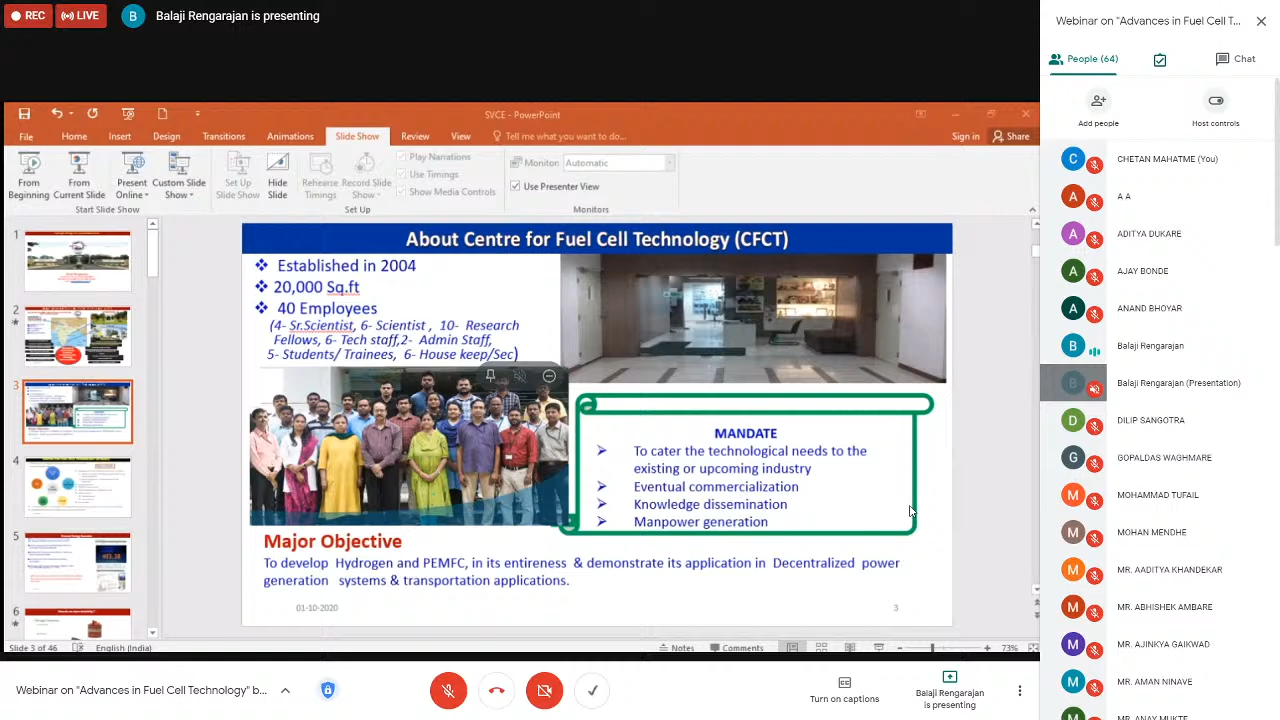 REC
LIVE
B
Balaji Rengarajan is presenting
Webinar on "Advances in Fuel Cell T...
People (64)
Chat
Add people
Host controls
C
CHETAN MAHATME (You)
A
A A
A
ADITYA DUKARE
A
AJAY BONDE
A
ANAND BHOYAR
B
Balaji Rengarajan
B
Balaji Rengarajan (Presentation)
D
DILIP SANGOTRA
G
GOPALDAS WAGHMARE
M
MOHAMMAD TUFAIL
M
MOHAN MENDHE
M
MR. AADITYA KHANDEKAR
M
MR. ABHISHEK AMBARE
M
MR. AJINKYA GAIKWAD
M
MR. AMAN NINAVE
M
MR. ANAY MUKTE
SVCE - PowerPoint
File
Home
Insert
Design
Transitions
Animations
Slide Show
Review
View
Tell me what you want to do...
Sign in
Share
From Beginning
From Current Slide
Present Online
Custom Slide Show
Set Up Slide Show
Hide Slide
Rehearse Timings
Record Slide Show
Play Narrations
Use Timings
Show Media Controls
Monitor:
Automatic
Use Presenter View
Start Slide Show
Set Up
Monitors
1
2
3
4
5
6
About Centre for Fuel Cell Technology (CFCT)
Established in 2004
20,000 Sq.ft
40 Employees
(4- Sr.Scientist, 6- Scientist , 10- Research
Fellows, 6- Tech staff,2- Admin Staff,
5- Students/ Trainees, 6- House keep/Sec)
MANDATE
To cater the technological needs to the
existing or upcoming industry
Eventual commercialization
Knowledge dissemination
Manpower generation
Major Objective
To develop Hydrogen and PEMFC, in its entireness & demonstrate its application in Decentralized power
generation systems & transportation applications.
01-10-2020
3
Slide 3 of 46
English (India)
Notes
Comments
73%
Webinar on "Advances in Fuel Cell Technology" b...
Turn on captions
Balaji Rengarajan
is presenting